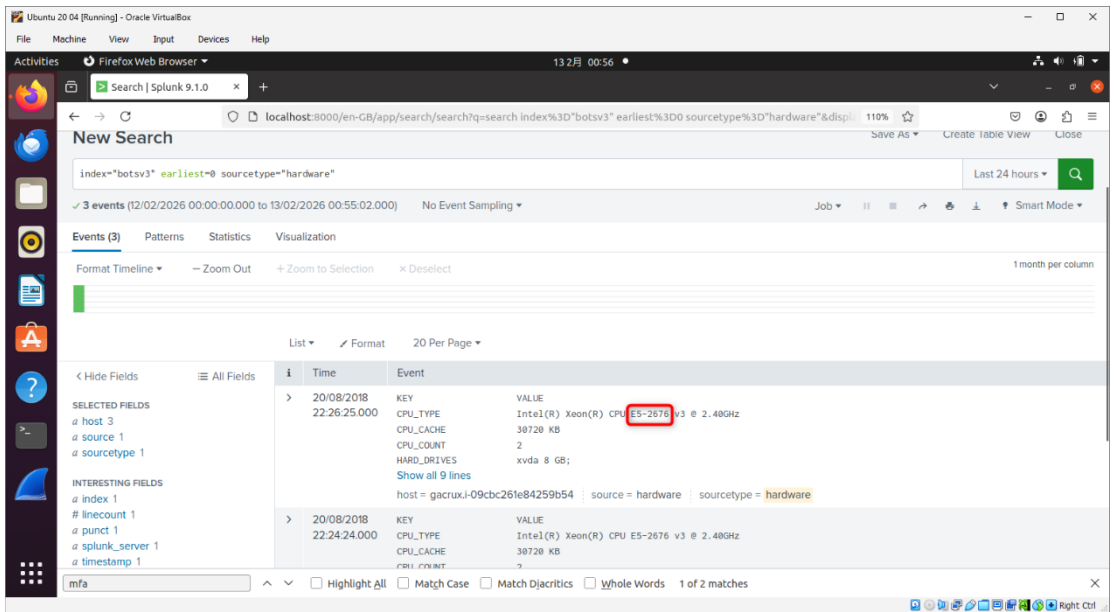 Ubuntu 20 04 [Running] - Oracle VirtualBox
File Machine View Input Devices Help
Activities Firefox Web Browser 13 2月 00:56
Search | Splunk 9.1.0
localhost:8000/en-GB/app/search/search?q=search index%3D"botsv3" earliest%3D0 sourcetype%3D"hardware"&displ 110%
New Search Save As Create Table View Close
index="botsv3" earliest=0 sourcetype="hardware" Last 24 hours
3 events (12/02/2026 00:00:00.000 to 13/02/2026 00:55:02.000) No Event Sampling Job Smart Mode
Events (3) Patterns Statistics Visualization
Format Timeline – Zoom Out + Zoom to Selection × Deselect 1 month per column
List Format 20 Per Page
< Hide Fields All Fields i Time Event
SELECTED FIELDS
a host 3
a source 1
a sourcetype 1
INTERESTING FIELDS
a index 1
# linecount 1
a punct 1
a splunk_server 1
a timestamp 1
> 20/08/2018 22:26:25.000
KEY VALUE
CPU_TYPE Intel(R) Xeon(R) CPU E5-2676 v3 @ 2.40GHz
CPU_CACHE 30720 KB
CPU_COUNT 2
HARD_DRIVES xvda 8 GB;
Show all 9 lines
host = gacrux.i-09cbc261e84259b54 source = hardware sourcetype = hardware
> 20/08/2018 22:24:24.000
KEY VALUE
CPU_TYPE Intel(R) Xeon(R) CPU E5-2676 v3 @ 2.40GHz
CPU_CACHE 30720 KB
CPU COUNT 2
mfa Highlight All Match Case Match Diacritics Whole Words 1 of 2 matches
Right Ctrl